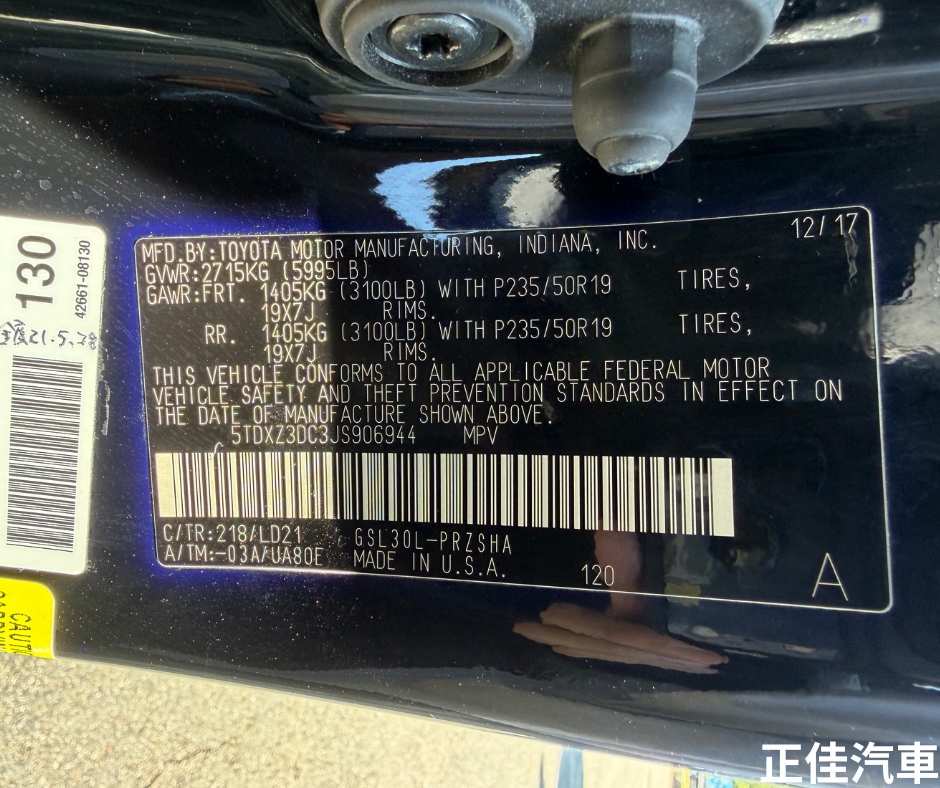 12/17
MFD.BY:TOYOTA MOTOR MANUFACTURING, INDIANA, INC.
GVWR:2715KG (5995LB)
GAWR:FRT. 1405KG (3100LB) WITH P235/50R19 TIRES,
19X7J RIMS.
RR. 1405KG (3100LB) WITH P235/50R19 TIRES,
19X7J RIMS.
THIS VEHICLE CONFORMS TO ALL APPLICABLE FEDERAL MOTOR
VEHICLE SAFETY AND THEFT PREVENTION STANDARDS IN EFFECT ON
THE DATE OF MANUFACTURE SHOWN ABOVE.
5TDXZ3DC3JS906944 MPV
C/TR:218/LD21 GSL30L-PRZSHA
A/TM:-03A/UA80E MADE IN U.S.A. 120 A
130
42661-08130
21.5.28
正佳汽車